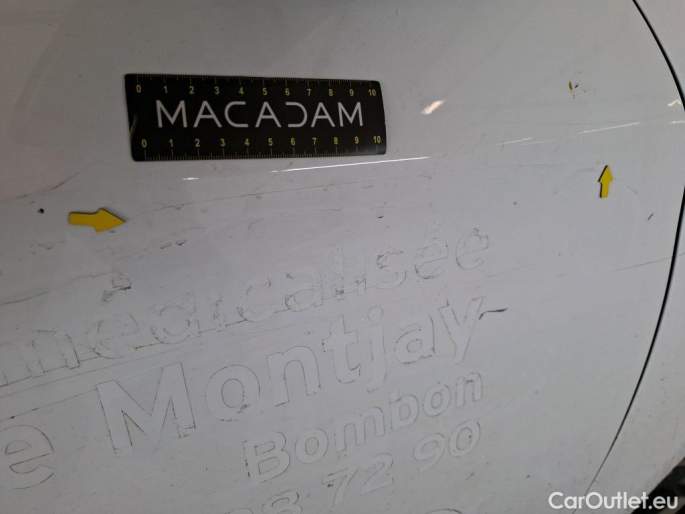 0 1 2 3 4 5 6 7 8 9 10
MACADAM
0 1 2 3 4 5 6 7 8 9 10
médicalisée
e Montjay
Bombon
72 90
CarOutlet.eu